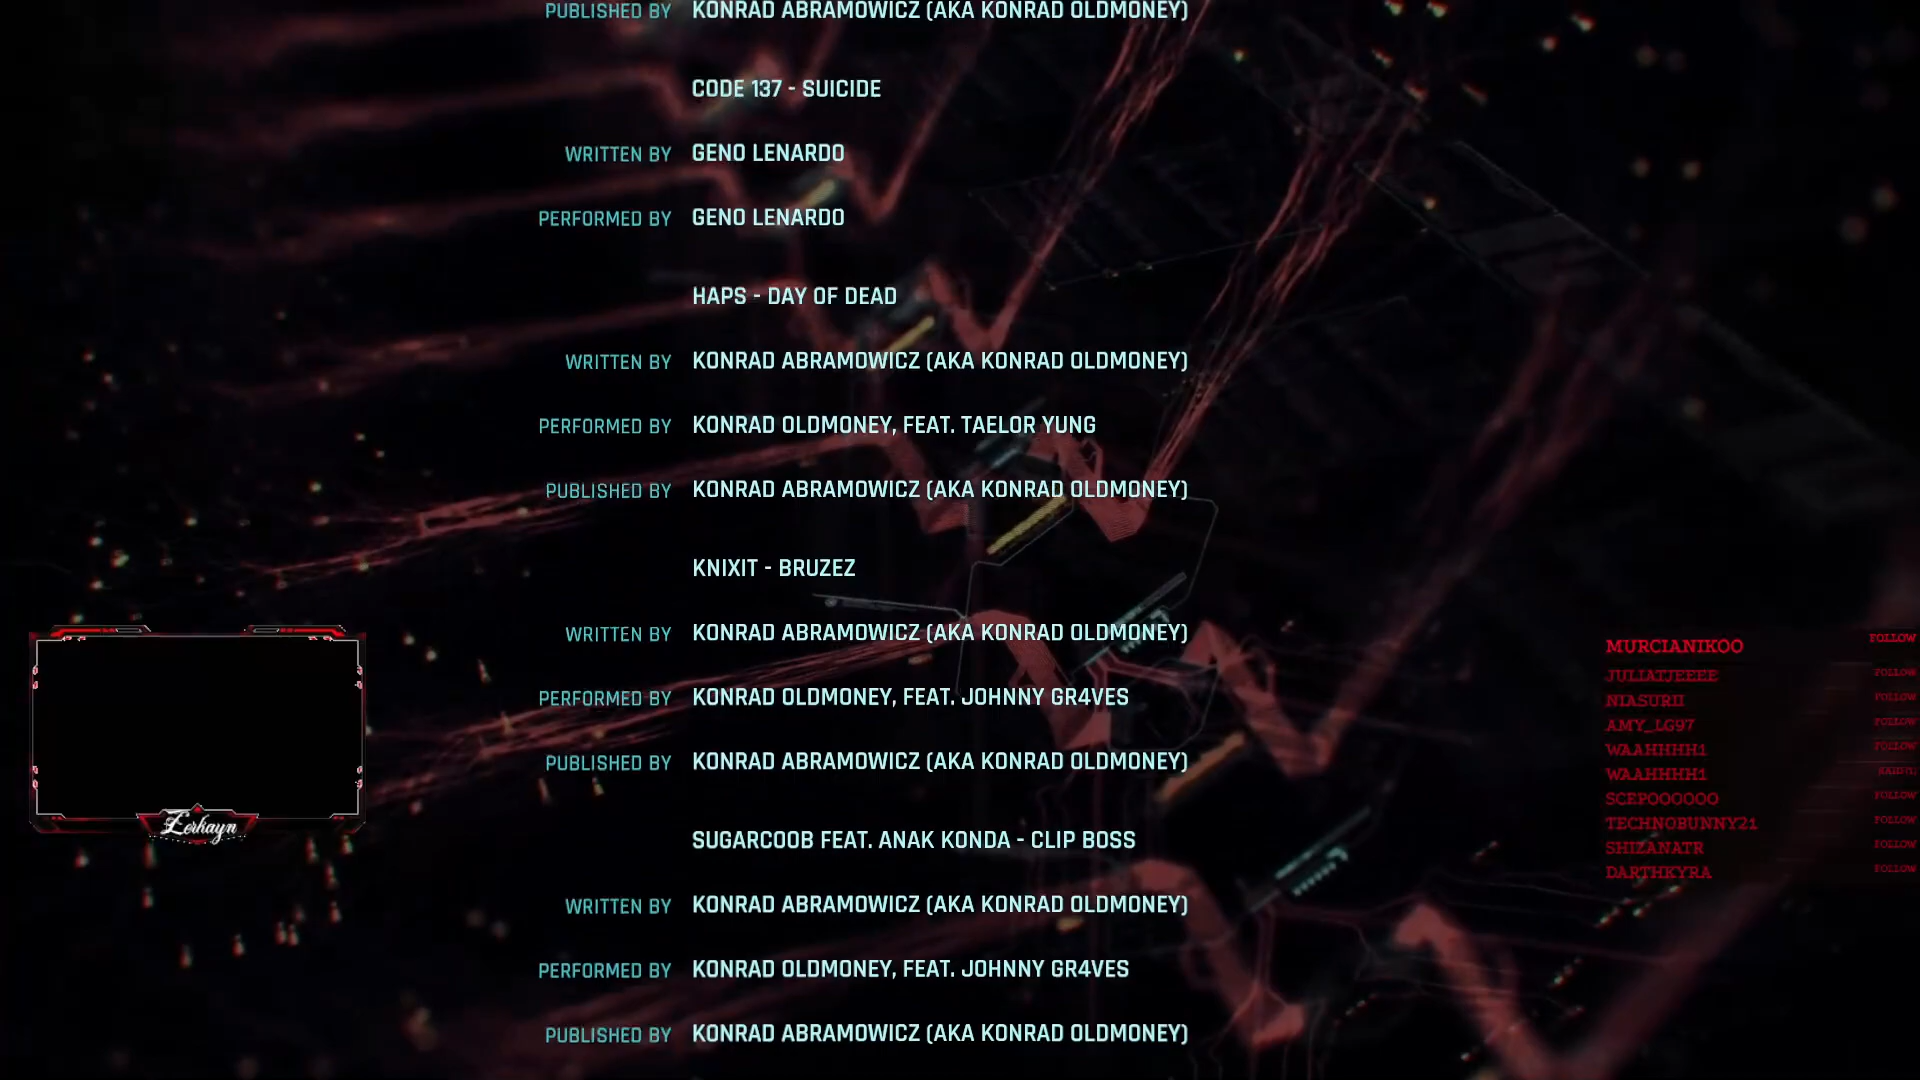 PUBLISHED BY KONRAD ABRAMOWICZ (AKA KONRAD OLDMONEY)
CODE 137 - SUICIDE
WRITTEN BY GENO LENARDO
PERFORMED BY GENO LENARDO
HAPS - DAY OF DEAD
WRITTEN BY KONRAD ABRAMOWICZ (AKA KONRAD OLDMONEY)
PERFORMED BY KONRAD OLDMONEY, FEAT. TAELOR YUNG
PUBLISHED BY KONRAD ABRAMOWICZ (AKA KONRAD OLDMONEY)
KNIXIT - BRUZEZ
WRITTEN BY KONRAD ABRAMOWICZ (AKA KONRAD OLDMONEY)
PERFORMED BY KONRAD OLDMONEY, FEAT. JOHNNY GR4VES
PUBLISHED BY KONRAD ABRAMOWICZ (AKA KONRAD OLDMONEY)
SUGARCOOB FEAT. ANAK KONDA - CLIP BOSS
WRITTEN BY KONRAD ABRAMOWICZ (AKA KONRAD OLDMONEY)
PERFORMED BY KONRAD OLDMONEY, FEAT. JOHNNY GR4VES
PUBLISHED BY KONRAD ABRAMOWICZ (AKA KONRAD OLDMONEY)
Zerkayn
MURCIANIKOO FOLLOW
JULIATJEEEE FOLLOW
NIASURII FOLLOW
AMY_LG97 FOLLOW
WAAHHHH1 FOLLOW
WAAHHHH1
SCEPOOOOOO FOLLOW
TECHNOBUNNY21 FOLLOW
SHIZANATR FOLLOW
DARTHKYRA FOLLOW